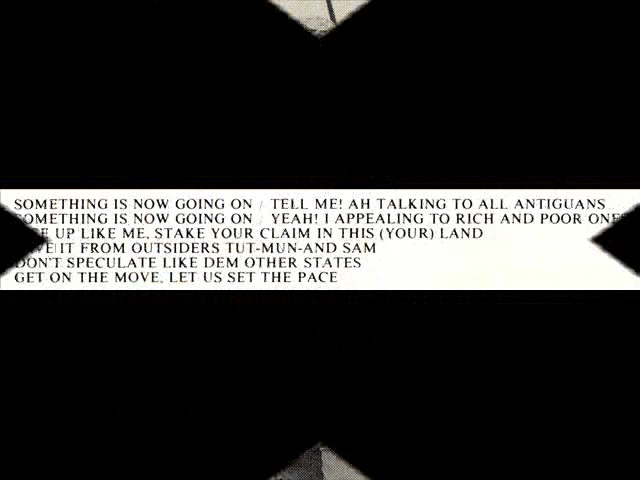 SOMETHING IS NOW GOING ON / TELL ME! AH TALKING TO ALL ANTIGUANS
SOMETHING IS NOW GOING ON / YEAH! I APPEALING TO RICH AND POOR ONES
UP LIKE ME, STAKE YOUR CLAIM IN THIS (YOUR) LAND
IT FROM OUTSIDERS TUT-MUN-AND SAM
DON'T SPECULATE LIKE DEM OTHER STATES
GET ON THE MOVE, LET US SET THE PACE